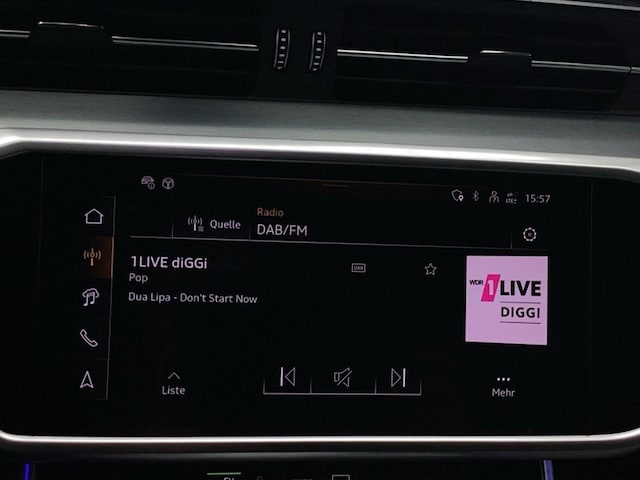 15:57
Quelle
Radio
DAB/FM
1LIVE diGGi
Pop
Dua Lipa - Don't Start Now
DAB
WDR 1LIVE
DIGGI
Liste
Mehr